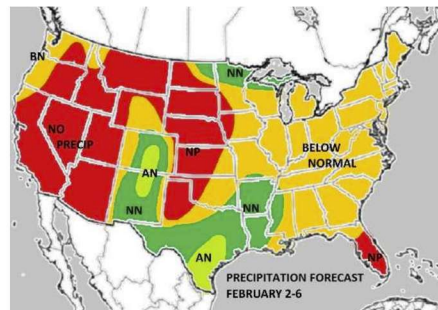 BN
NN
NO
PRECIP
NP
BELOW
NORMAL
AN
NN
NN
AN
NP
PRECIPITATION FORECAST
FEBRUARY 2-6